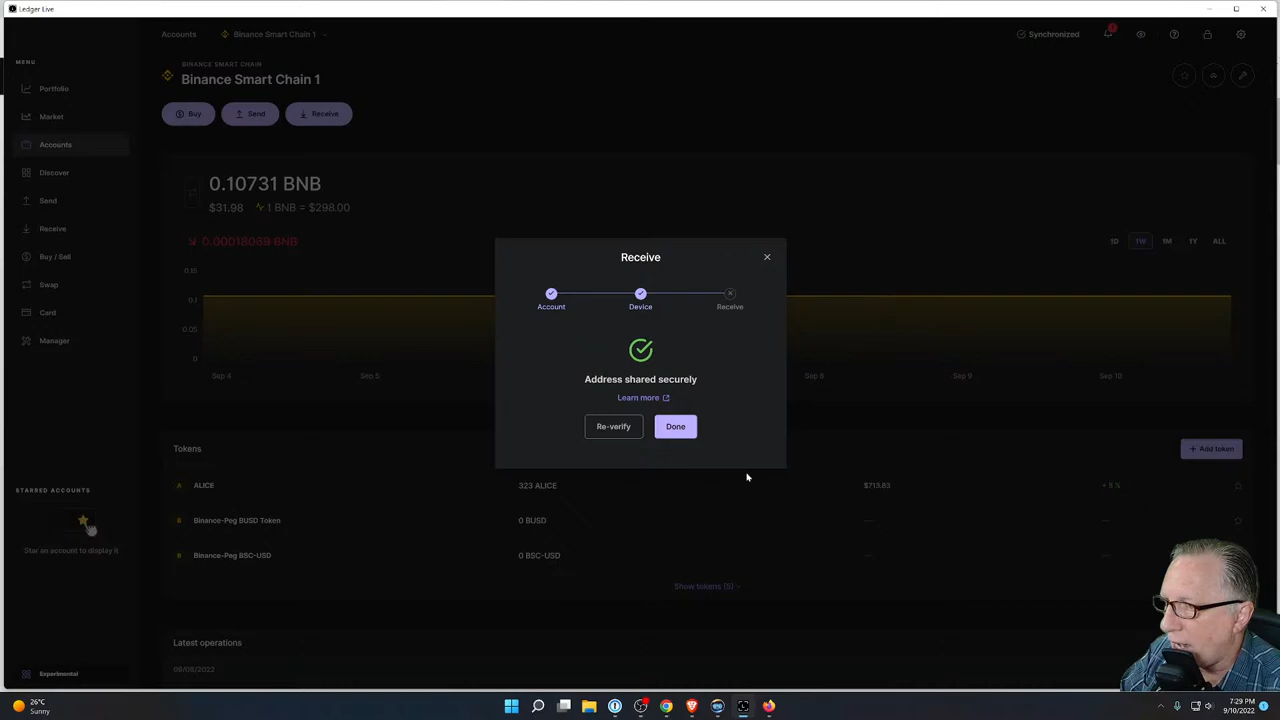 Ledger Live
Accounts
Binance Smart Chain 1
Synchronized
MENU
Portfolio
Market
Accounts
Discover
Send
Receive
Buy / Sell
Swap
Card
Manager
STARRED ACCOUNTS
Star an account to display it
Experimental
BINANCE SMART CHAIN
Binance Smart Chain 1
Buy
Send
Receive
0.10731 BNB
$31.98 1 BNB = $298.00
0.00018069 BNB
1D 1W 1M 1Y ALL
0.15
0.1
0.05
0
Sep 4 Sep 5 Sep 8 Sep 9 Sep 10
Receive
Account Device Receive
Address shared securely
Learn more
Re-verify Done
Tokens
+ Add token
A ALICE 323 ALICE $713.83 + 5 %
B Binance-Peg BUSD Token 0 BUSD —
B Binance-Peg BSC-USD 0 BSC-USD —
Show tokens (5)
Latest operations
09/09/2022
26°C
Sunny
7:29 PM
9/10/2022